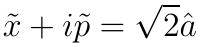 x̃ + ip̃ = √2â